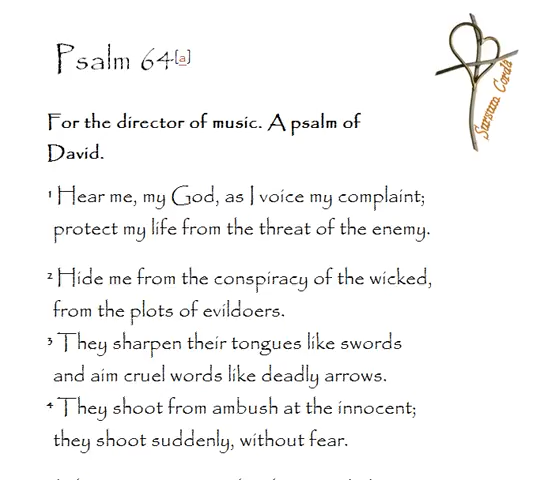 Psalm 64[a]
Sursum Corda
For the director of music. A psalm of
David.
1 Hear me, my God, as I voice my complaint;
protect my life from the threat of the enemy.
2 Hide me from the conspiracy of the wicked,
from the plots of evildoers.
3 They sharpen their tongues like swords
and aim cruel words like deadly arrows.
4 They shoot from ambush at the innocent;
they shoot suddenly, without fear.